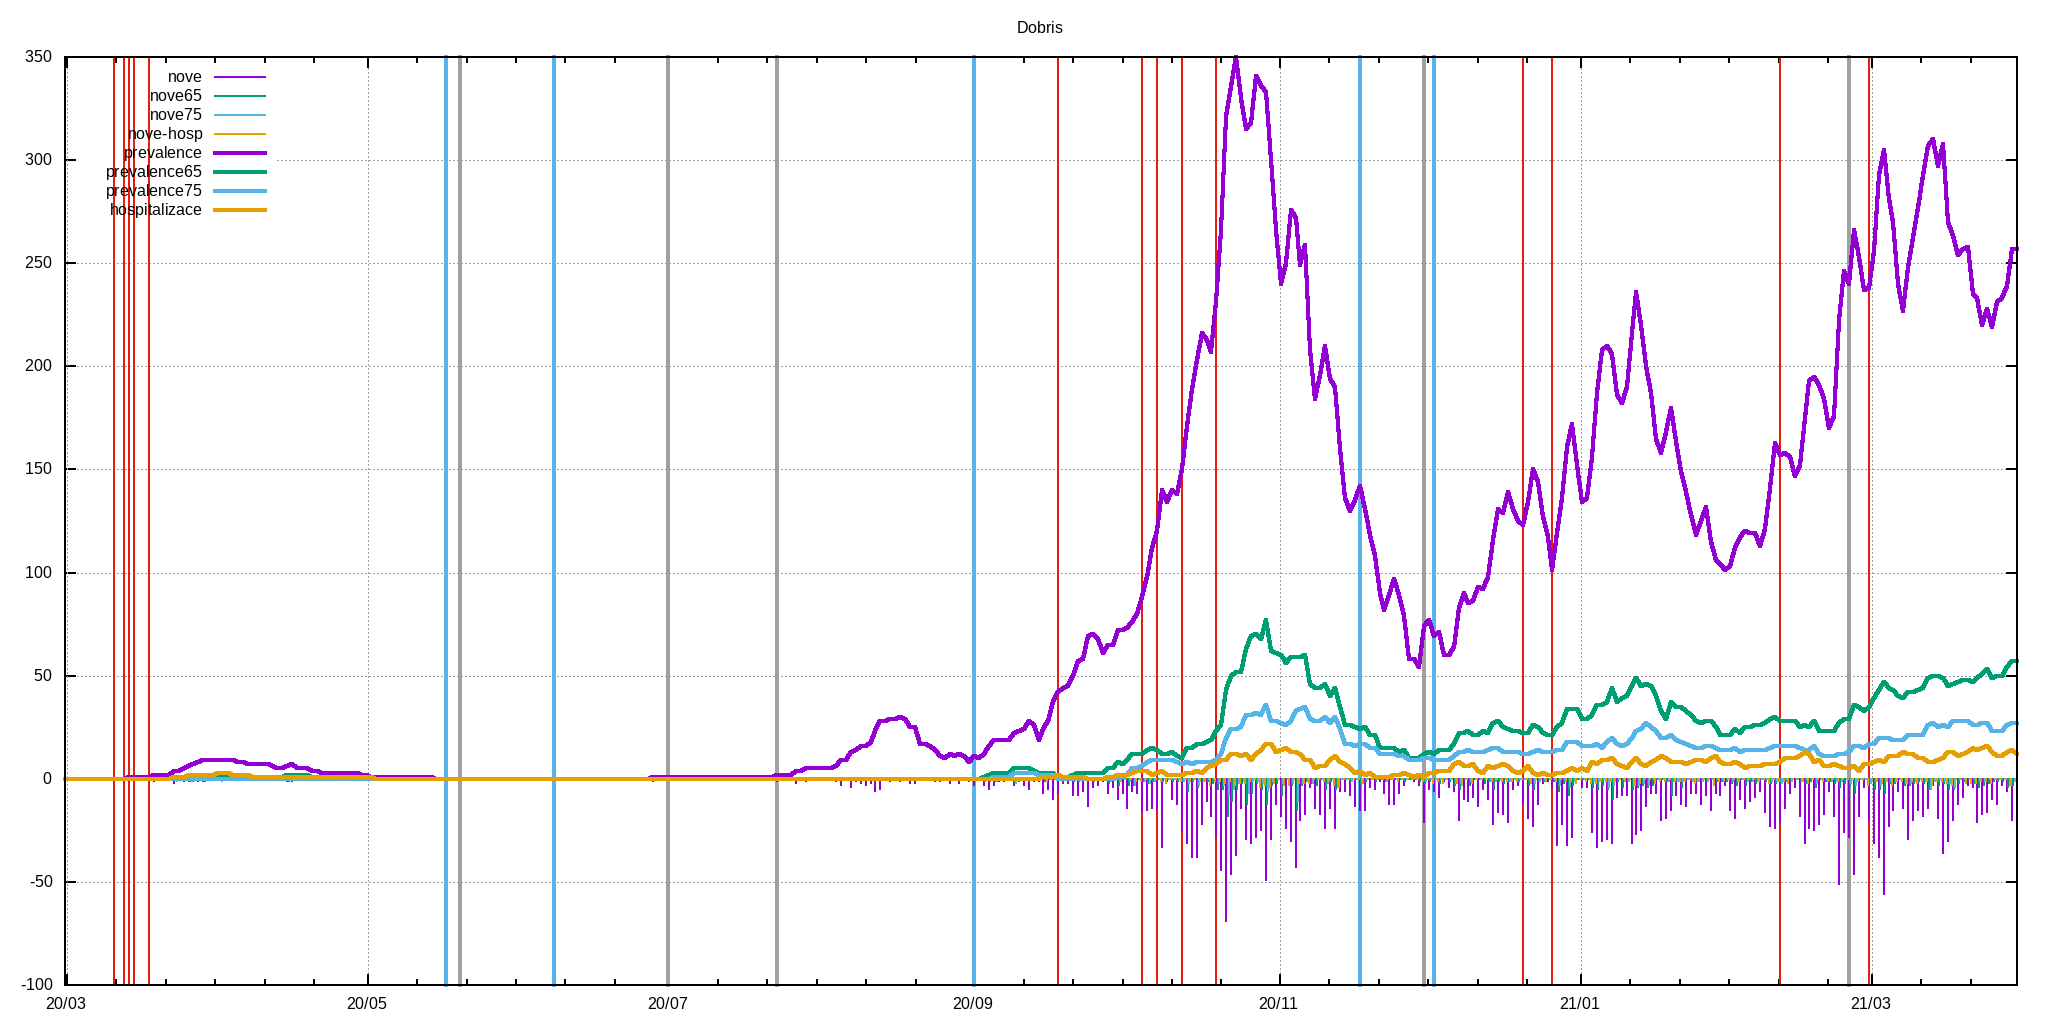 Dobris
350
300
250
200
150
100
50
0
-50
-100
nove
nove65
nove75
nove-hosp
prevalence
prevalence65
prevalence75
hospitalizace
20/03 20/05 20/07 20/09 20/11 21/01 21/03